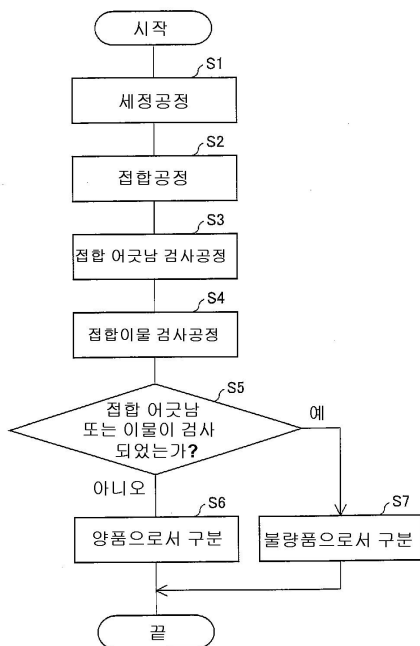 시작
S1
세정공정
S2
접합공정
S3
접합 어긋남 검사공정
S4
접합이물 검사공정
S5
접합 어긋남
또는 이물이 검사
되었는가?
예
아니오
S6
양품으로서 구분
S7
불량품으로서 구분
끝